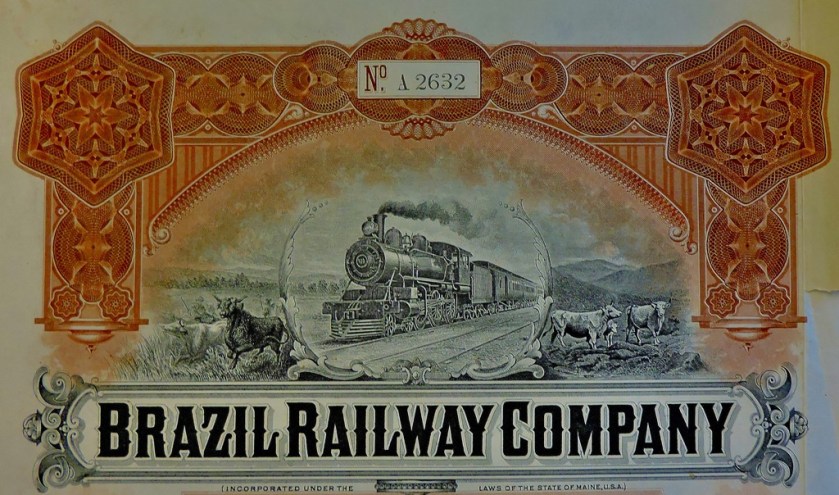 No. A 2632
BRAZIL RAILWAY COMPANY
(INCORPORATED UNDER THE LAWS OF THE STATE OF MAINE, U.S.A.)